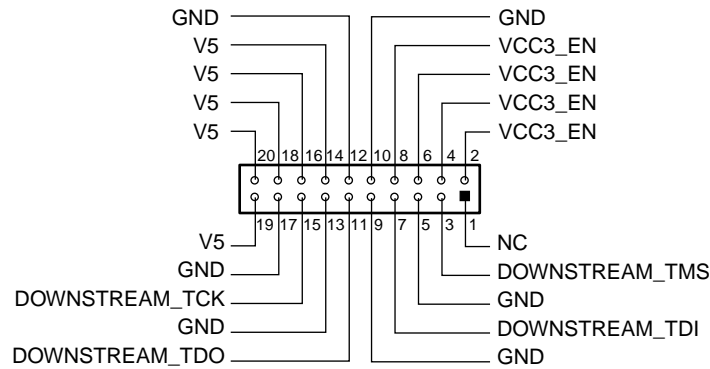 GND GND
V5 VCC3_EN
V5 VCC3_EN
V5 VCC3_EN
V5 VCC3_EN
20 18 16 14 12 10 8 6 4 2
19 17 15 13 11 9 7 5 3 1
V5 NC
GND DOWNSTREAM_TMS
DOWNSTREAM_TCK GND
GND DOWNSTREAM_TDI
DOWNSTREAM_TDO GND